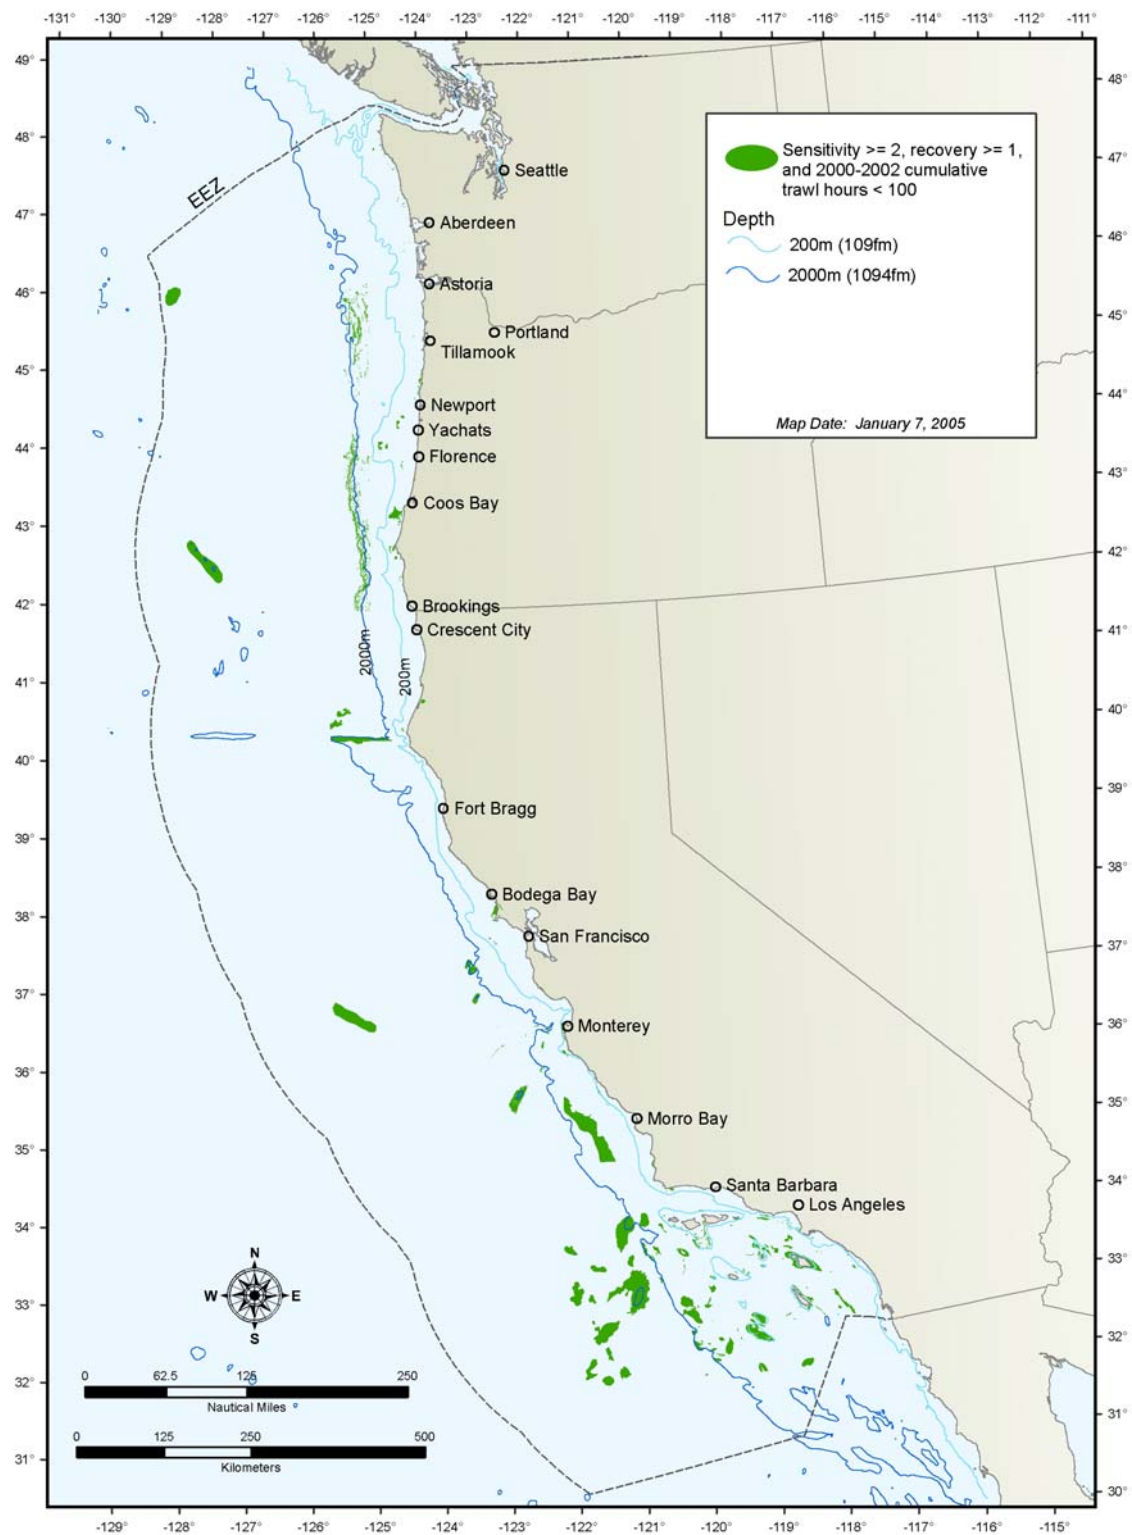 -131° -130° -129° -128° -127° -126° -125° -124° -123° -122° -121° -120° -119° -118° -117° -116° -115° -114° -113° -112° -111°
49°
48°
48°
47°
47°
46°
46°
45°
45°
44°
44°
43°
43°
42°
42°
41°
41°
40°
40°
39°
39°
38°
38°
37°
37°
36°
36°
35°
35°
34°
34°
33°
33°
32°
32°
31°
31°
30°
EEZ
Seattle
Aberdeen
Astoria
Portland
Tillamook
Newport
Yachats
Florence
Coos Bay
Brookings
Crescent City
2000m
200m
Fort Bragg
Bodega Bay
San Francisco
Monterey
Morro Bay
Santa Barbara
Los Angeles
Sensitivity >= 2, recovery >= 1,
and 2000-2002 cumulative
trawl hours < 100
Depth
200m (109fm)
2000m (1094fm)
Map Date: January 7, 2005
N
W E
S
0 62.5 125 250
Nautical Miles
0 125 250 500
Kilometers
-129° -128° -127° -126° -125° -124° -123° -122° -121° -120° -119° -118° -117° -116° -115°